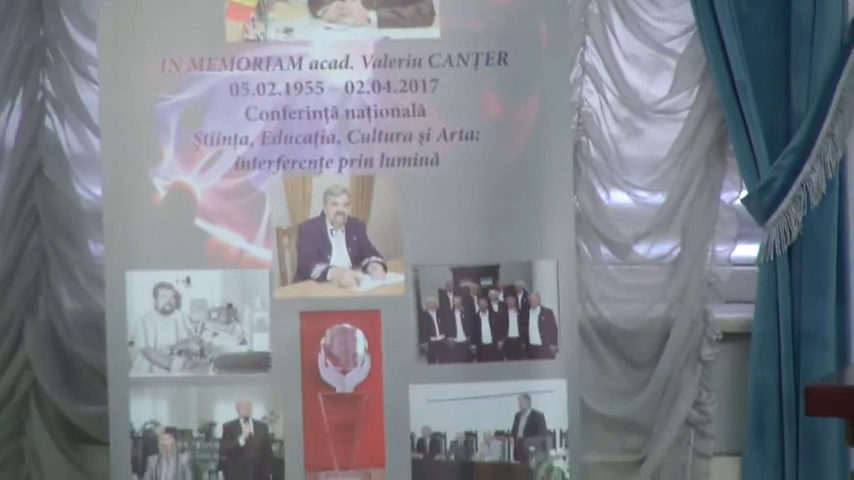 IN MEMORIAM acad. Valeriu CANȚER
05.02.1955 – 02.04.2017
Conferință națională
Știința, Educația, Cultura și Arta:
interferențe prin lumină